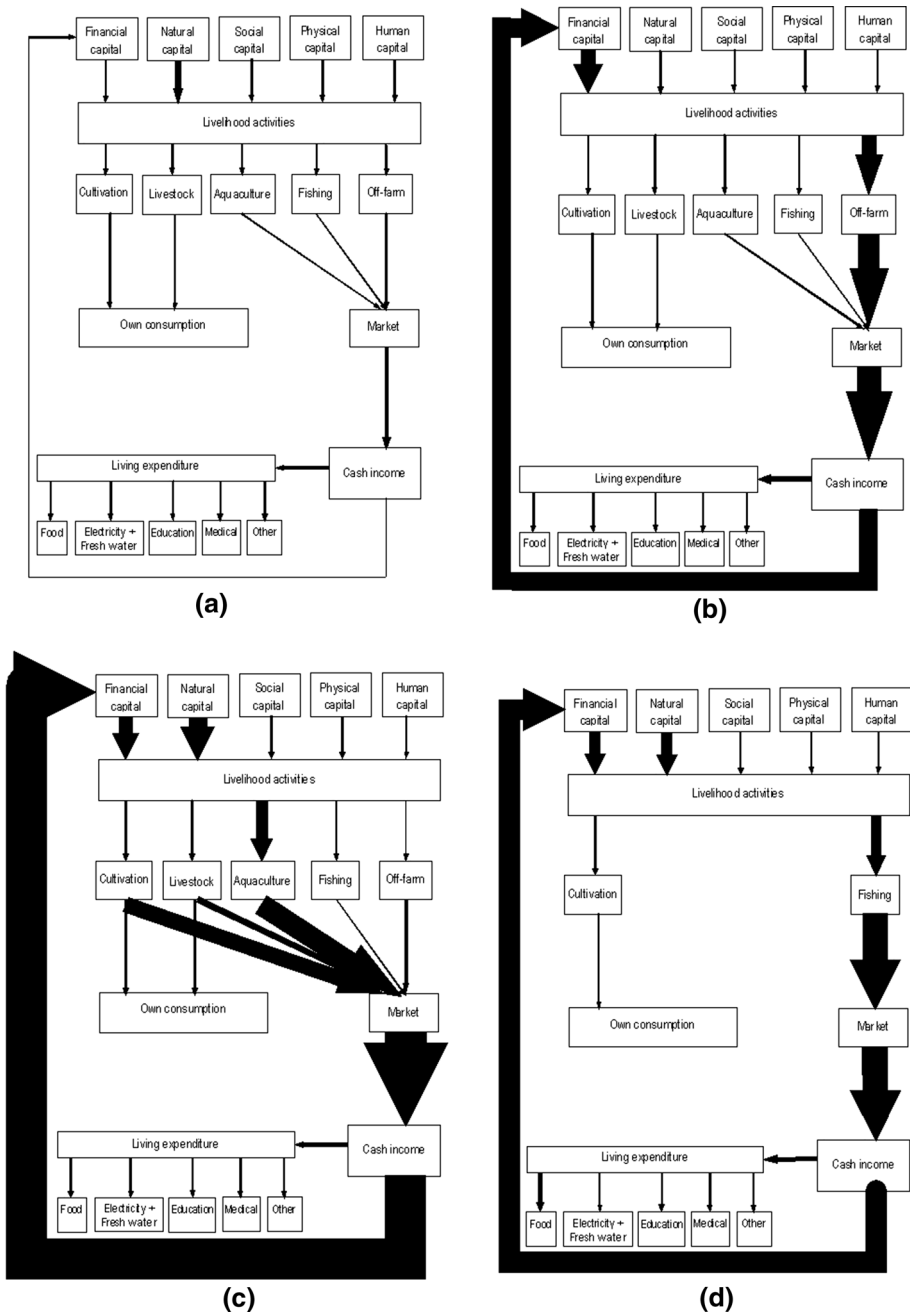 Financial capital
Natural capital
Social capital
Physical capital
Human capital
Livelihood activities
Cultivation
Livestock
Aquaculture
Fishing
Off-farm
Own consumption
Market
Living expenditure
Cash income
Food
Electricity +
Fresh water
Education
Medical
Other
(a)
Financial capital
Natural capital
Social capital
Physical capital
Human capital
Livelihood activities
Cultivation
Livestock
Aquaculture
Fishing
Off-farm
Own consumption
Market
Living expenditure
Cash income
Food
Electricity +
Fresh water
Education
Medical
Other
(b)
Financial capital
Natural capital
Social capital
Physical capital
Human capital
Livelihood activities
Cultivation
Livestock
Aquaculture
Fishing
Off-farm
Own consumption
Market
Living expenditure
Cash income
Food
Electricity +
Fresh water
Education
Medical
Other
(c)
Financial capital
Natural capital
Social capital
Physical capital
Human capital
Livelihood activities
Cultivation
Fishing
Own consumption
Market
Living expenditure
Cash income
Food
Electricity +
Fresh water
Education
Medical
Other
(d)